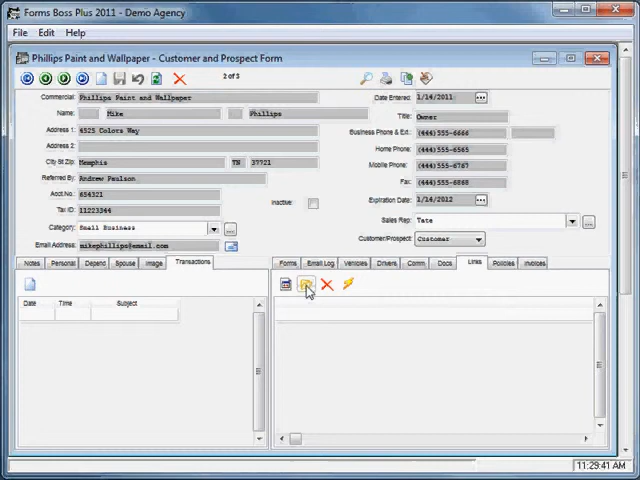 Forms Boss Plus 2011 - Demo Agency
File Edit Help
Phillips Paint and Wallpaper - Customer and Prospect Form
2 of 3
Commercial: Phillips Paint and Wallpaper
Name: Mike Phillips
Address 1: 6525 Colors Way
Address 2:
City St Zip: Memphis TN 37721
Referred By: Andrew Paulson
Acct.No.: 654321
Tax ID: 11223344
Category: Small Business
Email Address: mikephillips@email.com
Inactive:
Date Entered: 1/14/2011
Title: Owner
Business Phone & Ext.: (444)555-6666
Home Phone: (444)555-6565
Mobile Phone: (444)555-6767
Fax: (444)555-6868
Expiration Date: 1/14/2012
Sales Rep: Tate
Customer/Prospect: Customer
Notes Personal Depend Spouse Image Transactions
Date Time Subject
Forms Email Log Vehicles Drivers Comm Docs Links Policies Invoices
11:29:41 AM